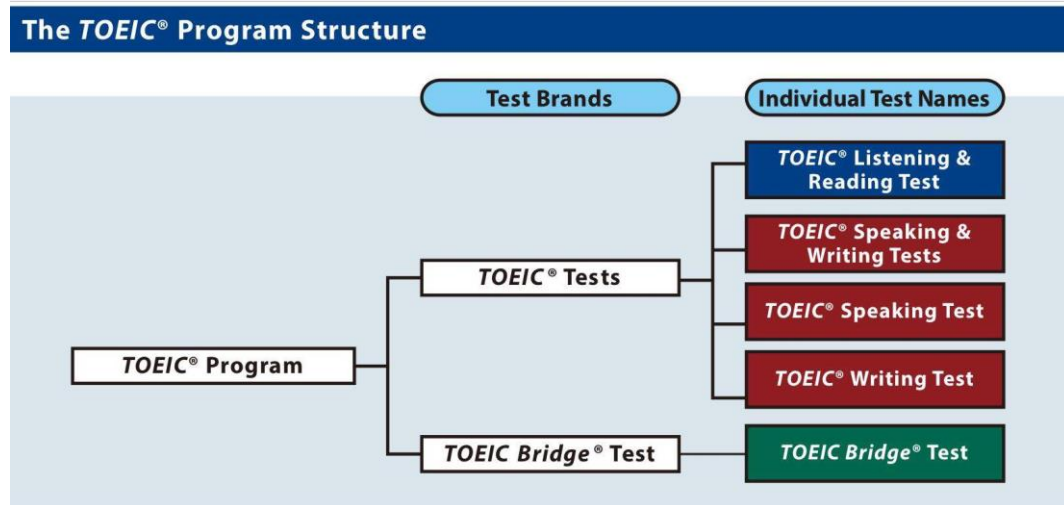 The TOEIC® Program Structure
Test Brands
Individual Test Names
TOEIC® Program
TOEIC® Tests
TOEIC Bridge® Test
TOEIC® Listening &
Reading Test
TOEIC® Speaking &
Writing Tests
TOEIC® Speaking Test
TOEIC® Writing Test
TOEIC Bridge® Test